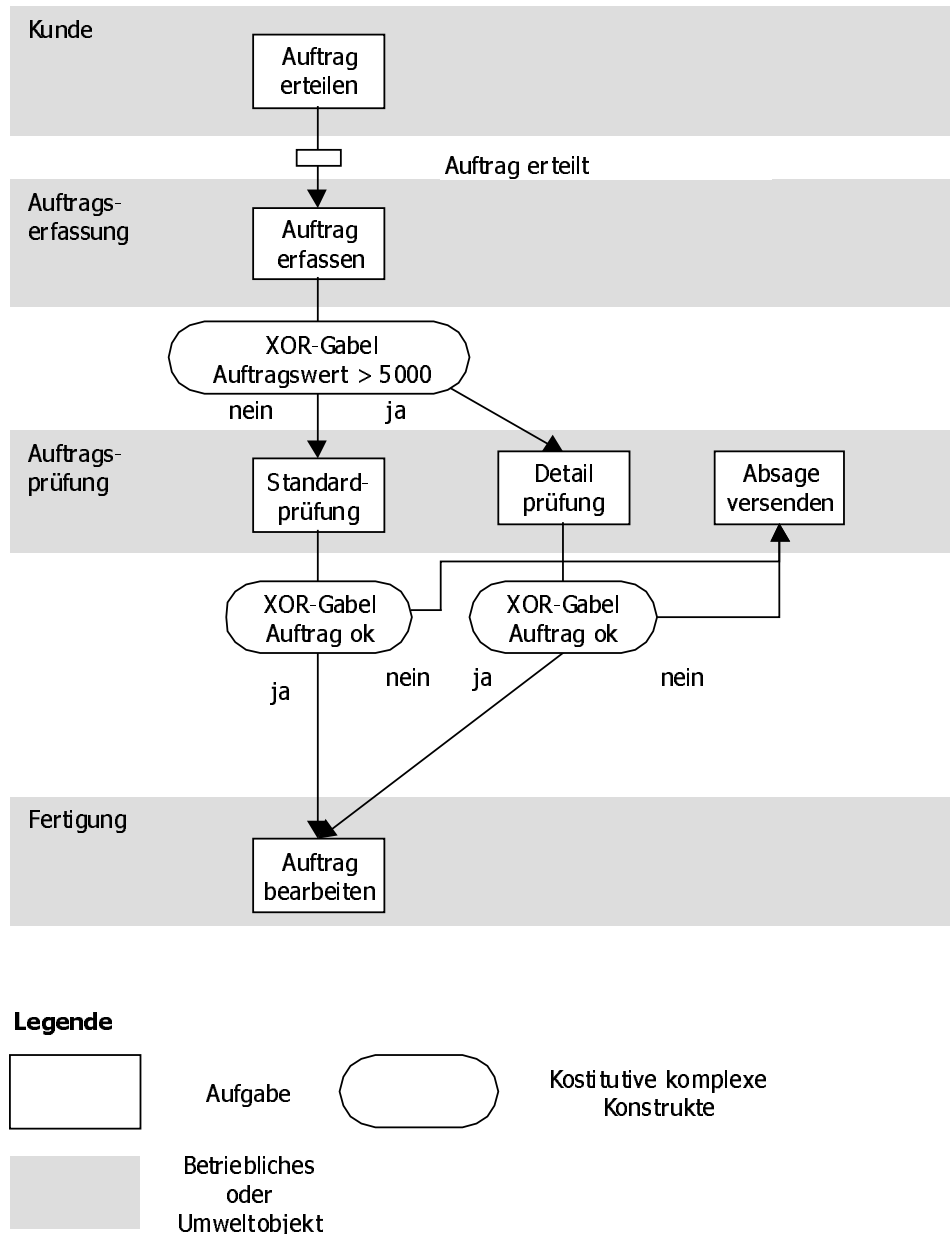 Kunde
Auftrag
erteilen
Auftrag erteilt
Auftrags-
erfassung
Auftrag
erfassen
XOR-Gabel
Auftragswert > 5000
nein
ja
Auftrags-
prüfung
Standard-
prüfung
Detail
prüfung
Absage
versenden
XOR-Gabel
Auftrag ok
XOR-Gabel
Auftrag ok
ja
nein
ja
nein
Fertigung
Auftrag
bearbeiten
Legende
Aufgabe
Kostitutive komplexe
Konstrukte
Betriebliches
oder
Umweltobjekt